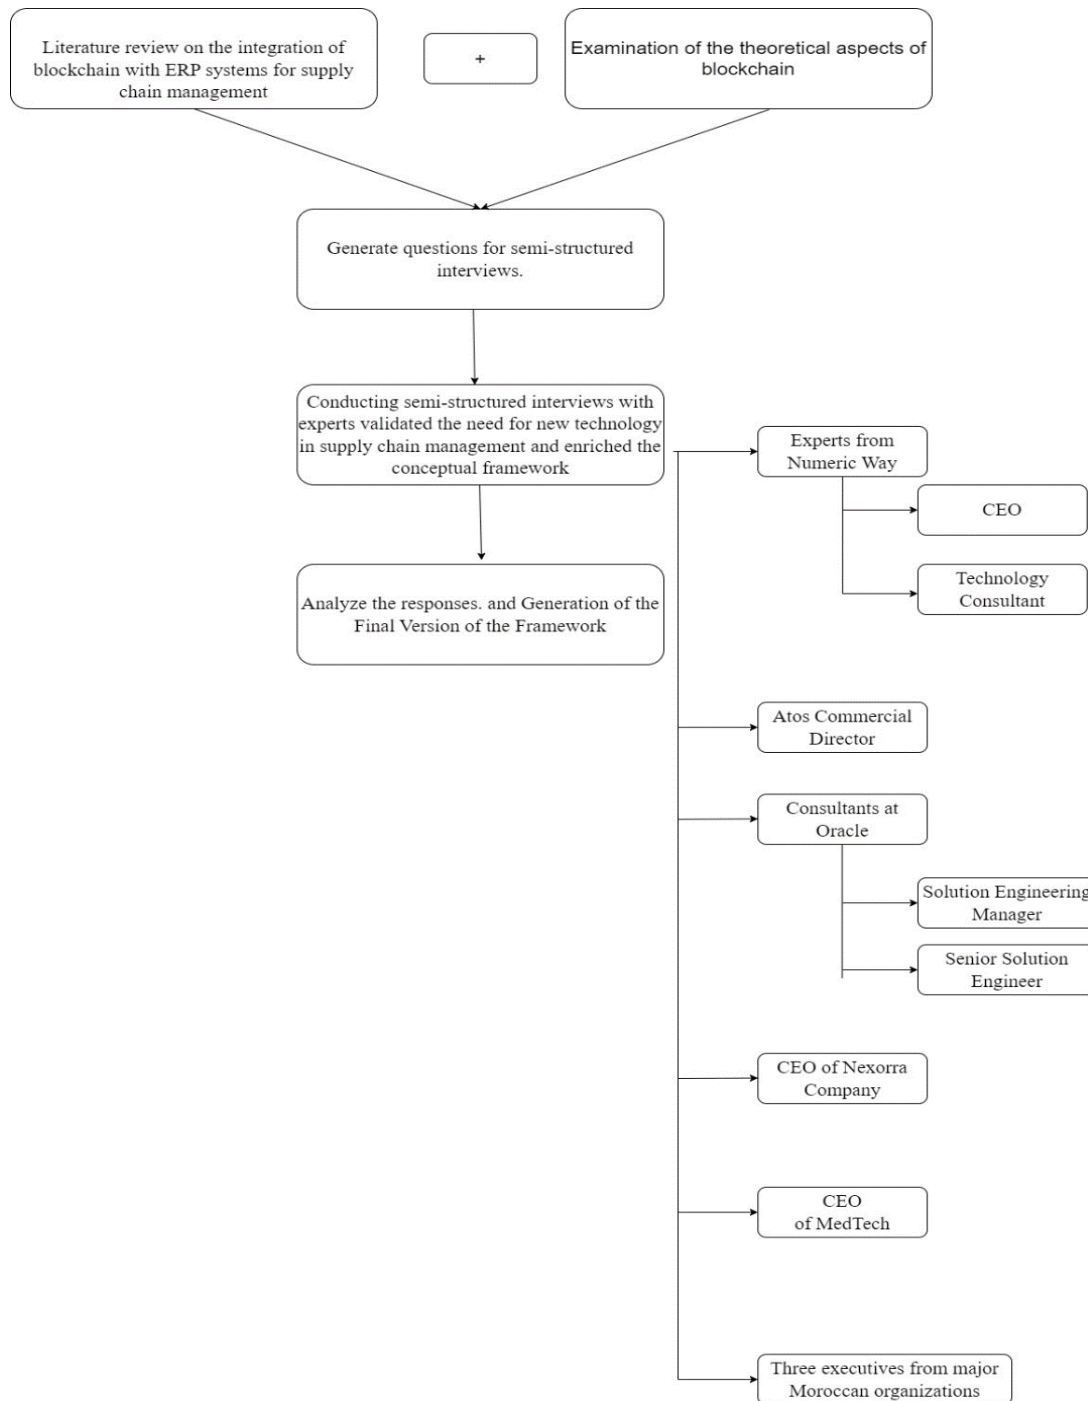 Literature review on the integration of
blockchain with ERP systems for supply
chain management
+
Examination of the theoretical aspects of
blockchain
Generate questions for semi-structured
interviews.
Conducting semi-structured interviews with
experts validated the need for new technology
in supply chain management and enriched the
conceptual framework
Analyze the responses. and Generation of the
Final Version of the Framework
Experts from
Numeric Way
CEO
Technology
Consultant
Atos Commercial
Director
Consultants at
Oracle
Solution Engineering
Manager
Senior Solution
Engineer
CEO of Nexorra
Company
CEO
of MedTech
Three executives from major
Moroccan organizations